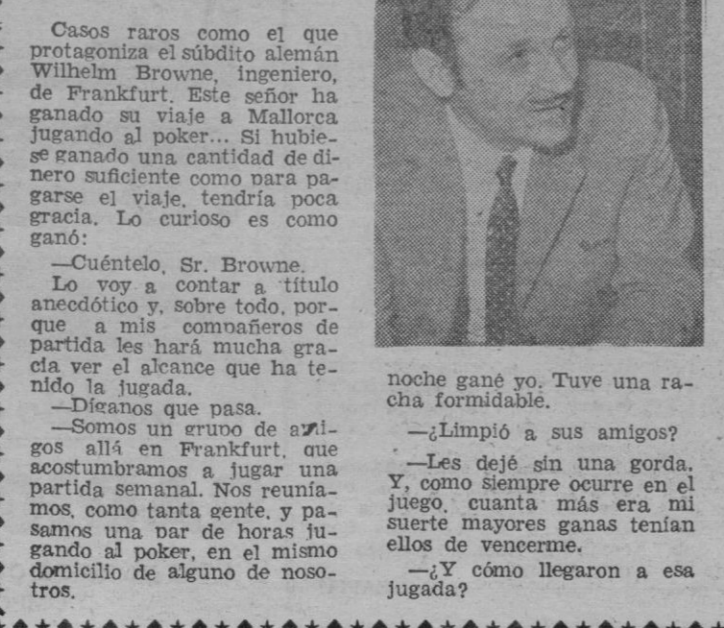 Casos raros como el que
protagoniza el súbdito alemán
Wilhelm Browne, ingeniero,
de Frankfurt. Este señor ha
ganado su viaje a Mallorca
jugando al poker... Si hubie-
se ganado una cantidad de di-
nero suficiente como para pa-
garse el viaje, tendría poca
gracia. Lo curioso es como
ganó:
—Cuéntelo, Sr. Browne.
Lo voy a contar a título
anecdótico y, sobre todo, por-
que a mis compañeros de
partida les hará mucha gra-
cia ver el alcance que ha te-
nido la jugada.
—Díganos que pasa.
—Somos un grupo de ami-
gos allá en Frankfurt, que
acostumbramos a jugar una
partida semanal. Nos reunía-
mos, como tanta gente, y pa-
samos una par de horas ju-
gando al poker, en el mismo
domicilio de alguno de noso-
tros.
noche gané yo. Tuve una ra-
cha formidable.
—¿Limpió a sus amigos?
—Les dejé sin una gorda.
Y, como siempre ocurre en el
juego, cuanta más era mi
suerte mayores ganas tenían
ellos de vencerme.
—¿Y cómo llegaron a esa
jugada?